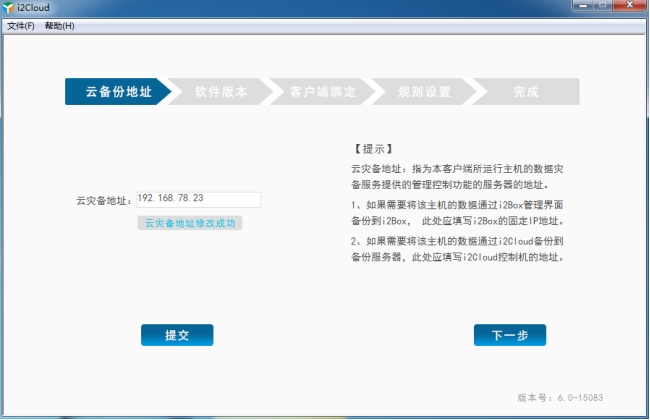 i2Cloud
文件(F) 帮助(H)
云备份地址 软件版本 客户端绑定 规则设置 完成
【提示】
云灾备地址: 指为本客户端所运行主机的数据灾
备服务提供的管理控制功能的服务器的地址。
云灾备地址: 192.168.78.23
云灾备地址修改成功
1、如果需要将该主机的数据通过i2Box管理界面
备份到i2Box, 此处应填写i2Box的固定IP地址。
2、如果需要将该主机的数据通过i2Cloud备份到
备份服务器, 此处应填写i2Cloud控制机的地址。
提交 下一步
版本号: 6.0-15083